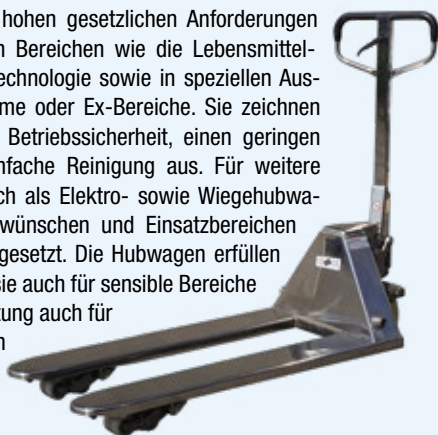 hohen gesetzlichen Anforderungen
Bereichen wie die Lebensmittel-
echnologie sowie in speziellen Aus-
me oder Ex-Bereiche. Sie zeichnen
Betriebssicherheit, einen geringen
nfache Reinigung aus. Für weitere
ch als Elektro- sowie Wiegehubwa-
wünschen und Einsatzbereichen
gesetzt. Die Hubwagen erfüllen
sie auch für sensible Bereiche
tung auch für